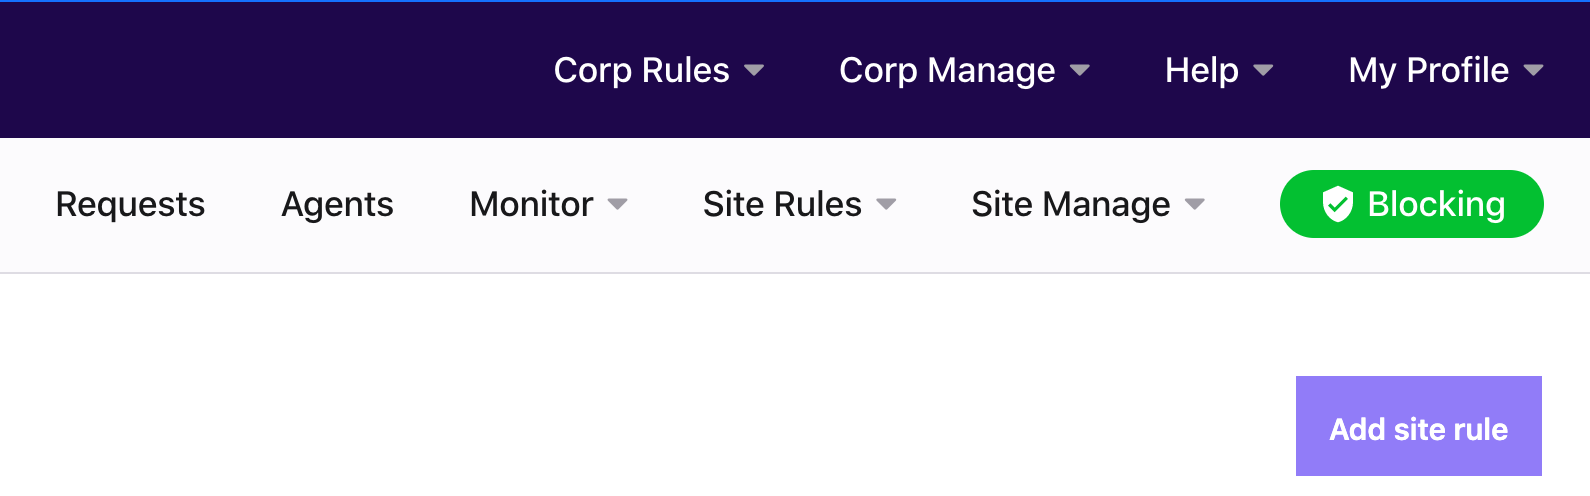 Corp Rules Corp Manage Help My Profile
Requests Agents Monitor Site Rules Site Manage Blocking
Add site rule